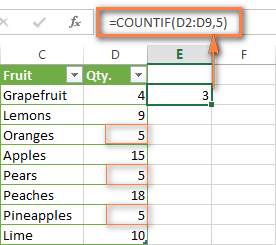 fx =COUNTIF(D2:D9,5)
C D E F
Fruit Qty.
Grapefruit 4 3
Lemons 9
Oranges 5
Apples 15
Pears 5
Peaches 18
Pineapples 5
Lime 10